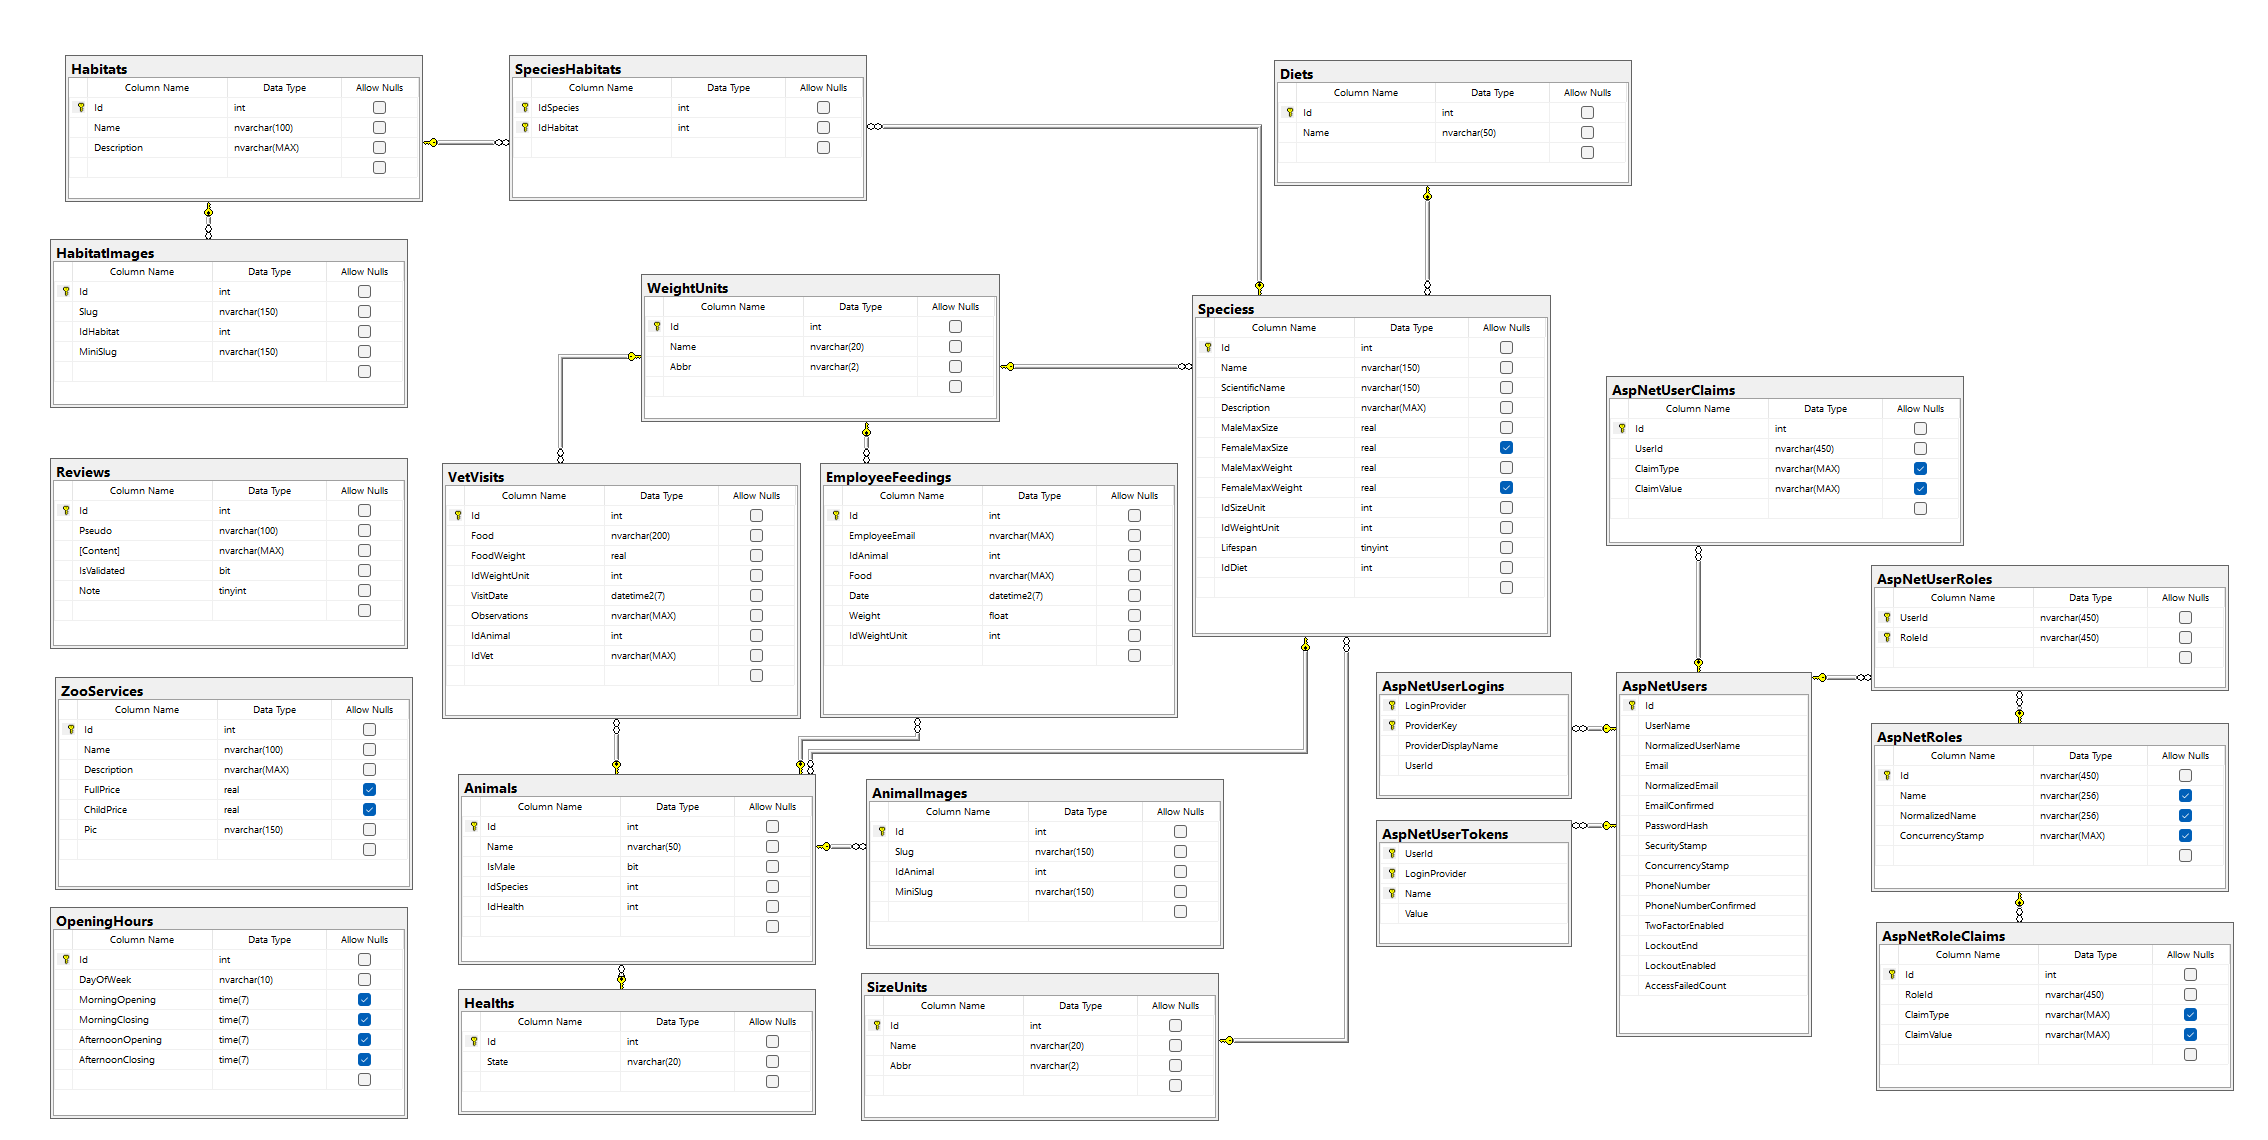 Habitats
Column Name Data Type Allow Nulls
Id int
Name nvarchar(100)
Description nvarchar(MAX)
SpeciesHabitats
Column Name Data Type Allow Nulls
IdSpecies int
IdHabitat int
Diets
Column Name Data Type Allow Nulls
Id int
Name nvarchar(50)
HabitatImages
Column Name Data Type Allow Nulls
Id int
Slug nvarchar(150)
IdHabitat int
MiniSlug nvarchar(150)
WeightUnits
Column Name Data Type Allow Nulls
Id int
Name nvarchar(20)
Abbr nvarchar(2)
Speciess
Column Name Data Type Allow Nulls
Id int
Name nvarchar(150)
ScientificName nvarchar(150)
Description nvarchar(MAX)
MaleMaxSize real
FemaleMaxSize real
MaleMaxWeight real
FemaleMaxWeight real
IdSizeUnit int
IdWeightUnit int
Lifespan tinyint
IdDiet int
AspNetUserClaims
Column Name Data Type Allow Nulls
Id int
UserId nvarchar(450)
ClaimType nvarchar(MAX)
ClaimValue nvarchar(MAX)
Reviews
Column Name Data Type Allow Nulls
Id int
Pseudo nvarchar(100)
[Content] nvarchar(MAX)
IsValidated bit
Note tinyint
VetVisits
Column Name Data Type Allow Nulls
Id int
Food nvarchar(200)
FoodWeight real
IdWeightUnit int
VisitDate datetime2(7)
Observations nvarchar(MAX)
IdAnimal int
IdVet nvarchar(MAX)
EmployeeFeedings
Column Name Data Type Allow Nulls
Id int
EmployeeEmail nvarchar(MAX)
IdAnimal int
Food nvarchar(MAX)
Date datetime2(7)
Weight float
IdWeightUnit int
AspNetUserRoles
Column Name Data Type Allow Nulls
UserId nvarchar(450)
RoleId nvarchar(450)
ZooServices
Column Name Data Type Allow Nulls
Id int
Name nvarchar(100)
Description nvarchar(MAX)
FullPrice real
ChildPrice real
Pic nvarchar(150)
AspNetUserLogins
LoginProvider
ProviderKey
ProviderDisplayName
UserId
AspNetUsers
Id
UserName
NormalizedUserName
Email
NormalizedEmail
EmailConfirmed
PasswordHash
SecurityStamp
ConcurrencyStamp
PhoneNumber
PhoneNumberConfirmed
TwoFactorEnabled
LockoutEnd
LockoutEnabled
AccessFailedCount
AspNetRoles
Column Name Data Type Allow Nulls
Id nvarchar(450)
Name nvarchar(256)
NormalizedName nvarchar(256)
ConcurrencyStamp nvarchar(MAX)
Animals
Column Name Data Type Allow Nulls
Id int
Name nvarchar(50)
IsMale bit
IdSpecies int
IdHealth int
AnimalImages
Column Name Data Type Allow Nulls
Id int
Slug nvarchar(150)
IdAnimal int
MiniSlug nvarchar(150)
AspNetUserTokens
UserId
LoginProvider
Name
Value
OpeningHours
Column Name Data Type Allow Nulls
Id int
DayOfWeek nvarchar(10)
MorningOpening time(7)
MorningClosing time(7)
AfternoonOpening time(7)
AfternoonClosing time(7)
Healths
Column Name Data Type Allow Nulls
Id int
State nvarchar(20)
SizeUnits
Column Name Data Type Allow Nulls
Id int
Name nvarchar(20)
Abbr nvarchar(2)
AspNetRoleClaims
Column Name Data Type Allow Nulls
Id int
RoleId nvarchar(450)
ClaimType nvarchar(MAX)
ClaimValue nvarchar(MAX)